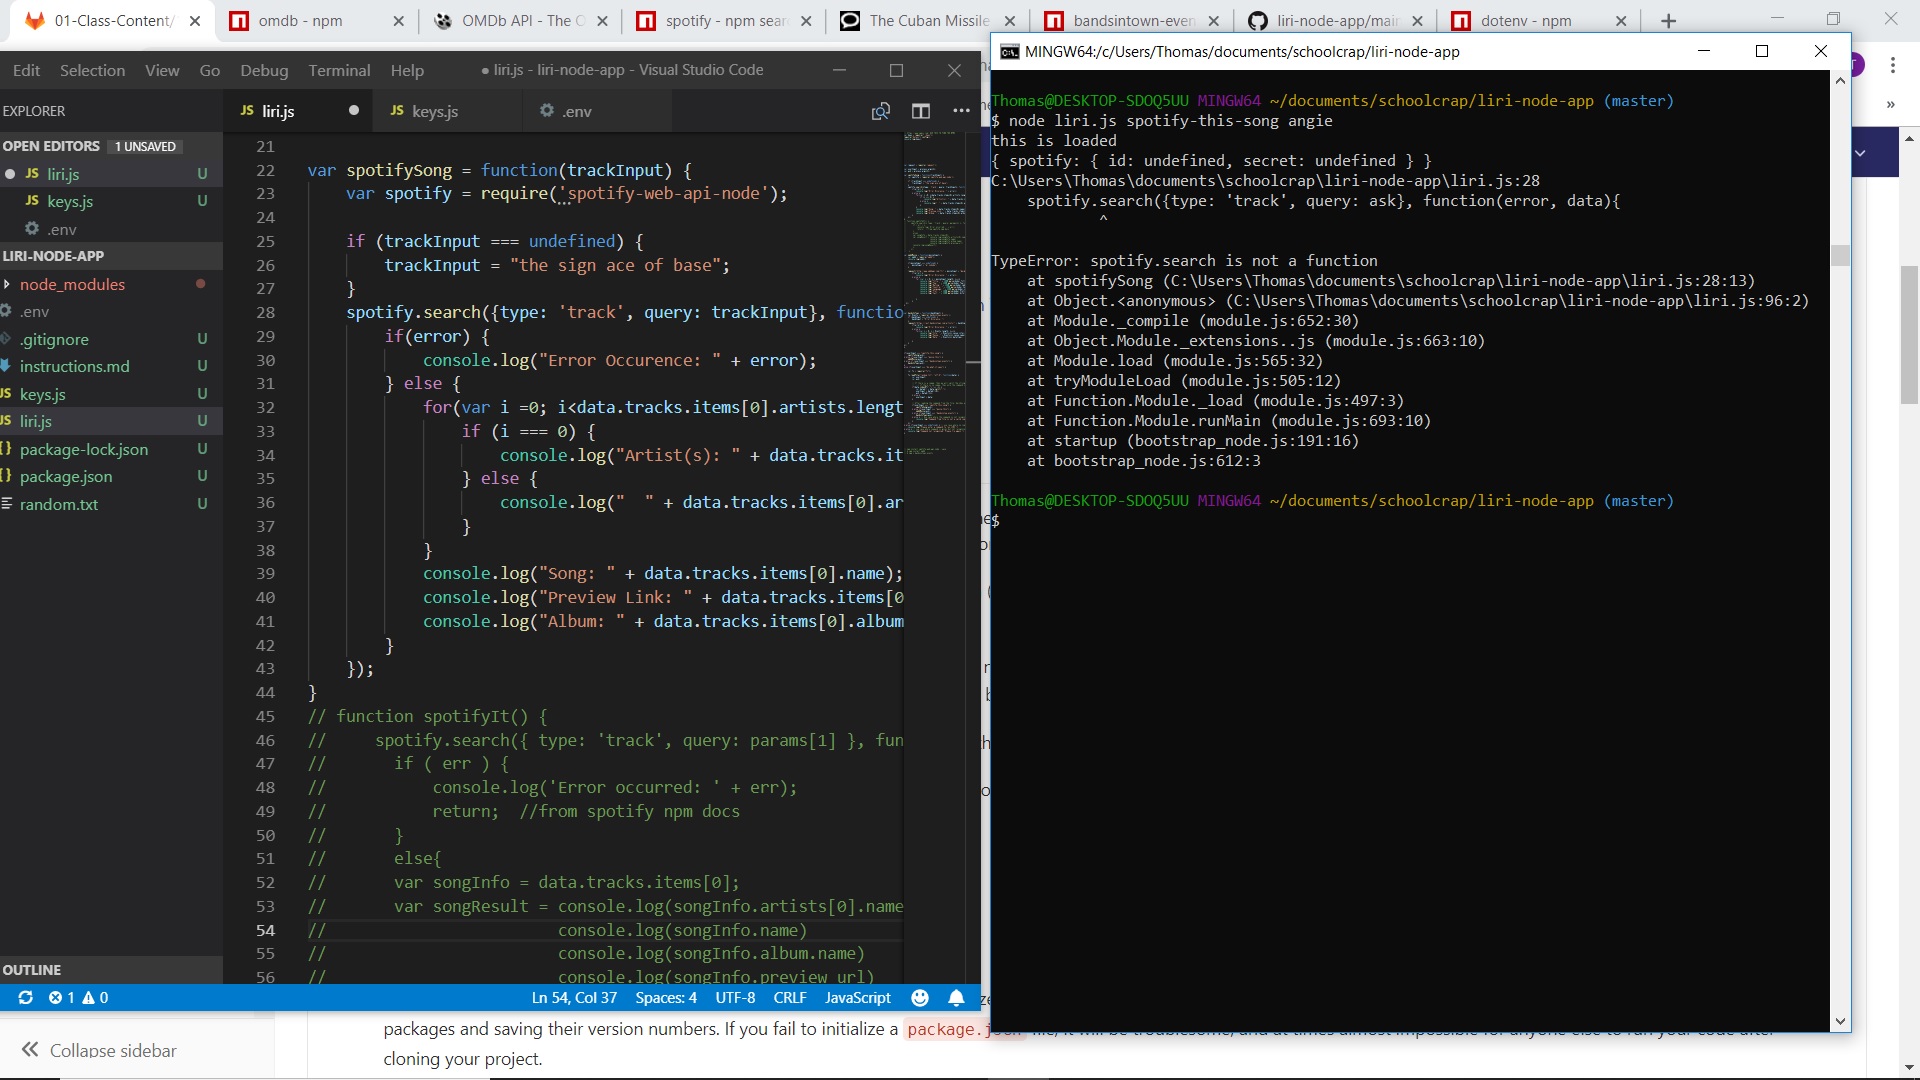 01-Class-Content/
omdb - npm
OMDb API - The O
spotify - npm sear
The Cuban Missile
bandsintown-even
liri-node-app/main
dotenv - npm
Edit Selection View Go Debug Terminal Help
● liri.js - liri-node-app - Visual Studio Code
EXPLORER
OPEN EDITORS 1 UNSAVED
JS liri.js U
JS keys.js U
.env
LIRI-NODE-APP
node_modules
.env
.gitignore U
instructions.md U
JS keys.js U
JS liri.js U
package-lock.json U
package.json U
random.txt U
OUTLINE
JS liri.js
JS keys.js
.env
21
22 var spotifySong = function(trackInput) {
23 var spotify = require('spotify-web-api-node');
24
25 if (trackInput === undefined) {
26 trackInput = "the sign ace of base";
27 }
28 spotify.search({type: 'track', query: trackInput}, functio
29 if(error) {
30 console.log("Error Occurence: " + error);
31 } else {
32 for(var i =0; i<data.tracks.items[0].artists.lengt
33 if (i === 0) {
34 console.log("Artist(s): " + data.tracks.it
35 } else {
36 console.log("  " + data.tracks.items[0].ar
37 }
38 }
39 console.log("Song: " + data.tracks.items[0].name);
40 console.log("Preview Link: " + data.tracks.items[0
41 console.log("Album: " + data.tracks.items[0].album
42 }
43 });
44 }
45 // function spotifyIt() {
46 // spotify.search({ type: 'track', query: params[1] }, fun
47 // if ( err ) {
48 // console.log('Error occurred: ' + err);
49 // return; //from spotify npm docs
50 // }
51 // else{
52 // var songInfo = data.tracks.items[0];
53 // var songResult = console.log(songInfo.artists[0].name
54 // console.log(songInfo.name)
55 // console.log(songInfo.album.name)
56 // console.log(songInfo.preview_url)
1 0
Ln 54, Col 37 Spaces: 4 UTF-8 CRLF JavaScript
MINGW64:/c/Users/Thomas/documents/schoolcrap/liri-node-app
Thomas@DESKTOP-SDOQ5UU MINGW64 ~/documents/schoolcrap/liri-node-app (master)
$ node liri.js spotify-this-song angie
this is loaded
{ spotify: { id: undefined, secret: undefined } }
C:\Users\Thomas\documents\schoolcrap\liri-node-app\liri.js:28
spotify.search({type: 'track', query: ask}, function(error, data){
^
TypeError: spotify.search is not a function
at spotifySong (C:\Users\Thomas\documents\schoolcrap\liri-node-app\liri.js:28:13)
at Object.<anonymous> (C:\Users\Thomas\documents\schoolcrap\liri-node-app\liri.js:96:2)
at Module._compile (module.js:652:30)
at Object.Module._extensions..js (module.js:663:10)
at Module.load (module.js:565:32)
at tryModuleLoad (module.js:505:12)
at Function.Module._load (module.js:497:3)
at Function.Module.runMain (module.js:693:10)
at startup (bootstrap_node.js:191:16)
at bootstrap_node.js:612:3
Thomas@DESKTOP-SDOQ5UU MINGW64 ~/documents/schoolcrap/liri-node-app (master)
$
packages and saving their version numbers. If you fail to initialize a package.json file, it will be troublesome, and at times almost impossible for anyone else to run your code after
cloning your project.
Collapse sidebar